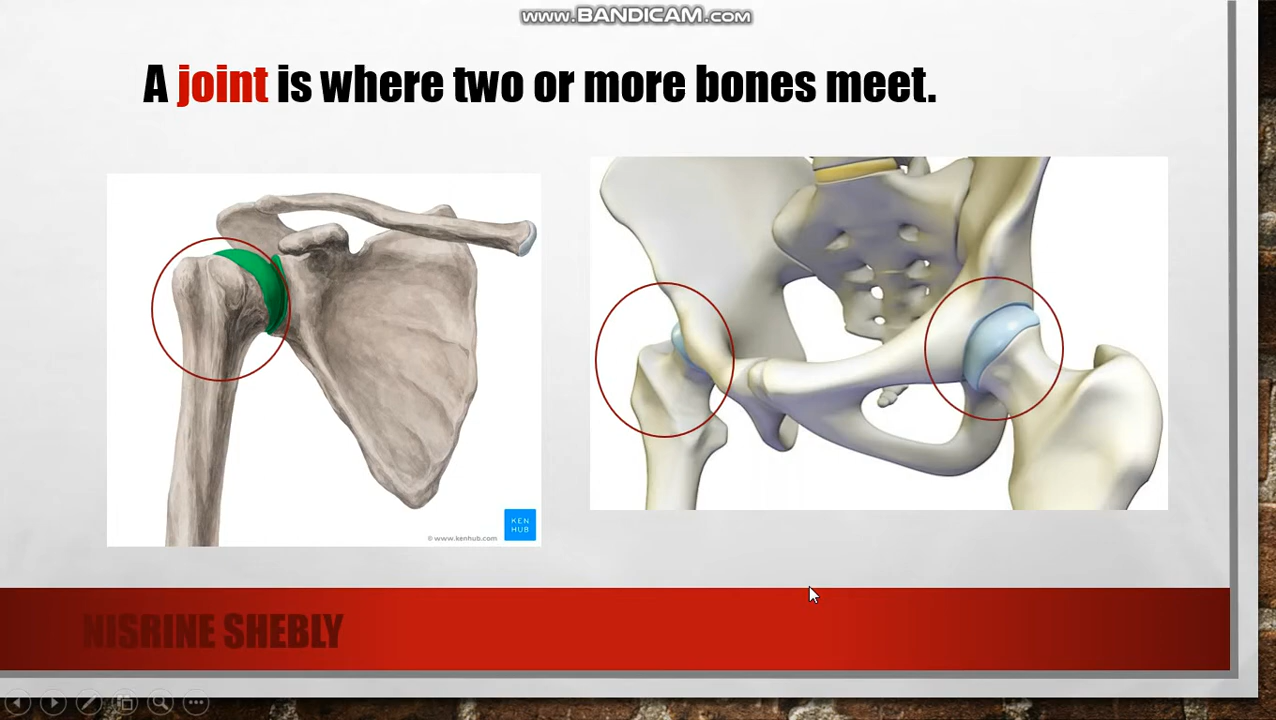 www.BANDICAM.com
A joint is where two or more bones meet.
KEN
HUB
© www.kenhub.com
NISRINE SHEBLY